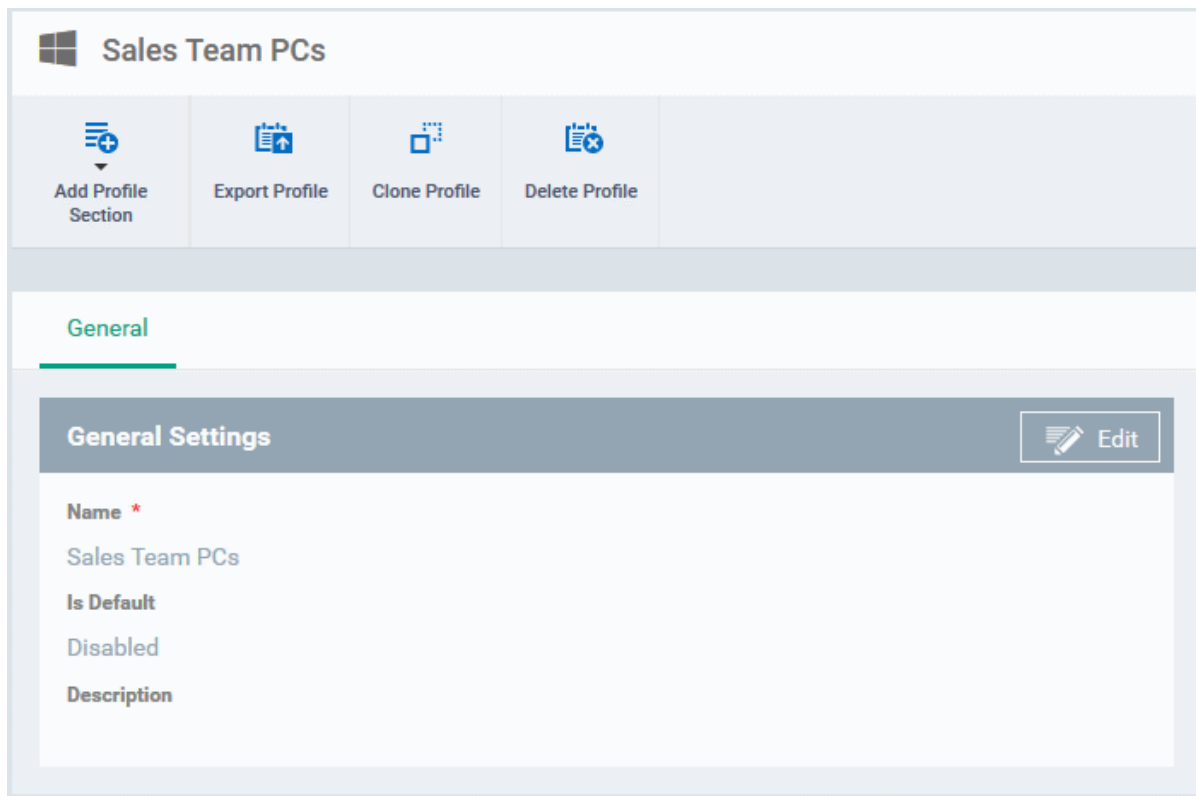 Sales Team PCs
Add Profile
Section
Export Profile
Clone Profile
Delete Profile
General
General Settings
Edit
Name *
Sales Team PCs
Is Default
Disabled
Description